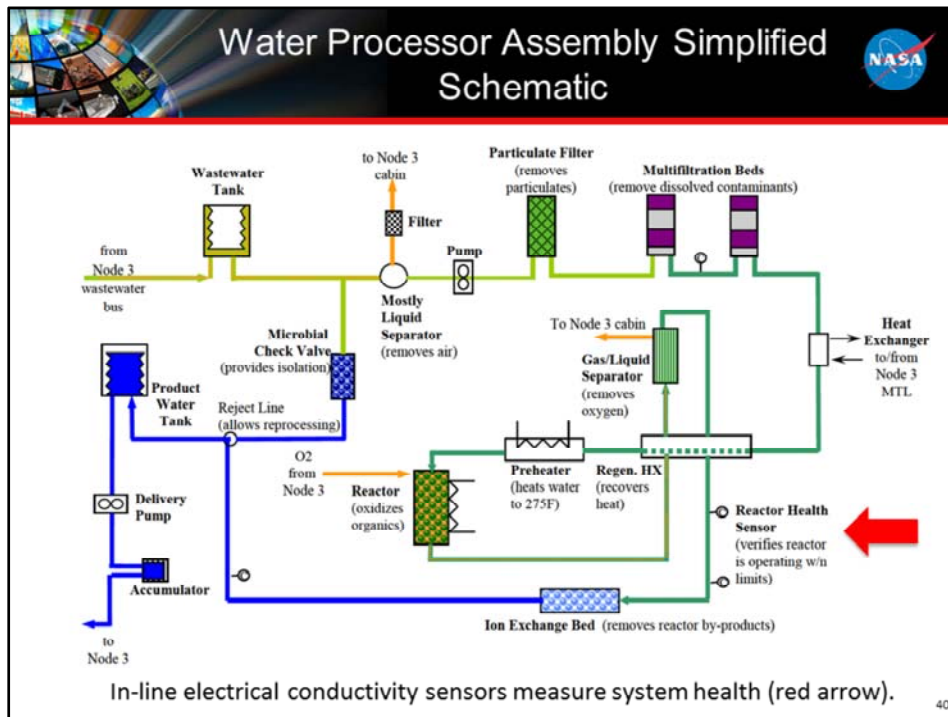 Water Processor Assembly Simplified
Schematic
NASA
to Node 3
cabin
Wastewater
Tank
Filter
Particulate Filter
(removes
particulates)
Multifiltration Beds
(remove dissolved contaminants)
Pump
from
Node 3
wastewater
bus
Mostly
Liquid
Separator
(removes air)
Microbial
Check Valve
(provides isolation)
To Node 3 cabin
Gas/Liquid
Separator
(removes
oxygen)
Heat
Exchanger
to/from
Node 3
MTL
Product
Water
Tank
Reject Line
(allows reprocessing)
O2
from
Node 3
Reactor
(oxidizes
organics)
Preheater
(heats water
to 275F)
Regen. HX
(recovers
heat)
Delivery
Pump
C
C
C
C
Reactor Health
Sensor
(verifies reactor
is operating w/n
limits)
Accumulator
to
Node 3
Ion Exchange Bed (removes reactor by-products)
In-line electrical conductivity sensors measure system health (red arrow).
40